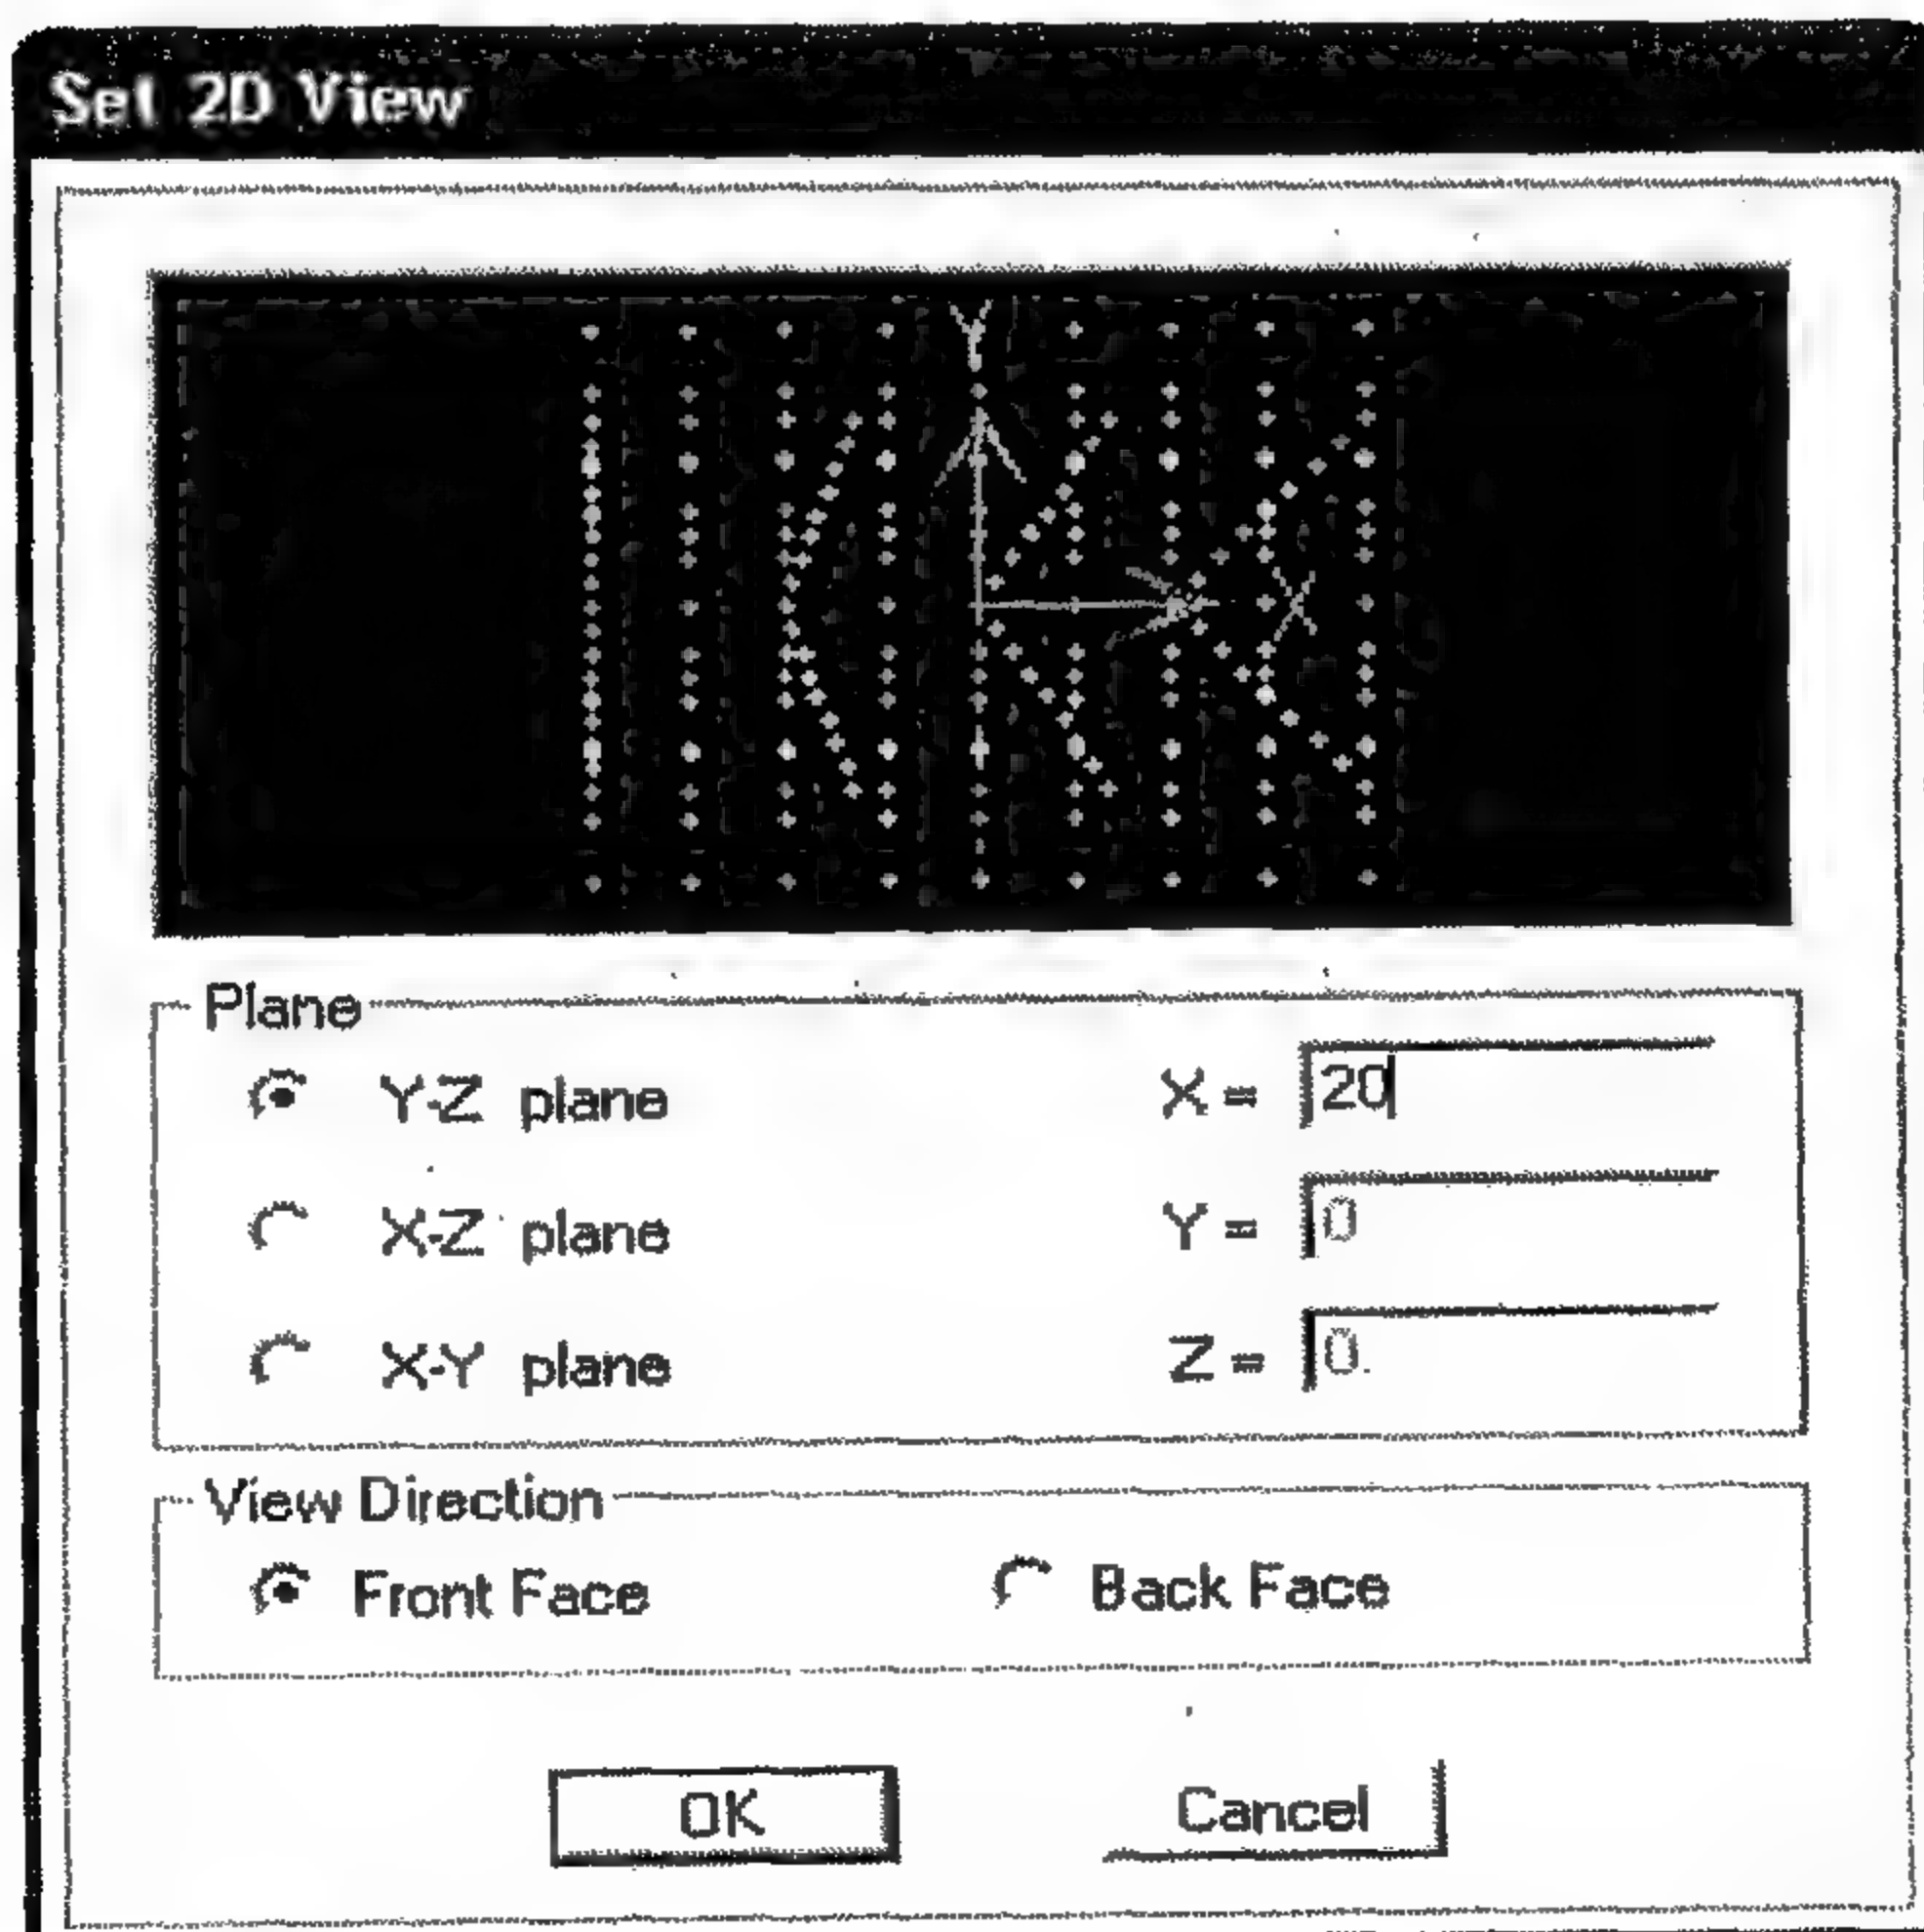 Set 2D View
Y
X
Plane
Y-Z plane X = 20
X-Z plane Y = 0
X-Y plane Z = 0.
View Direction
Front Face Back Face
OK Cancel